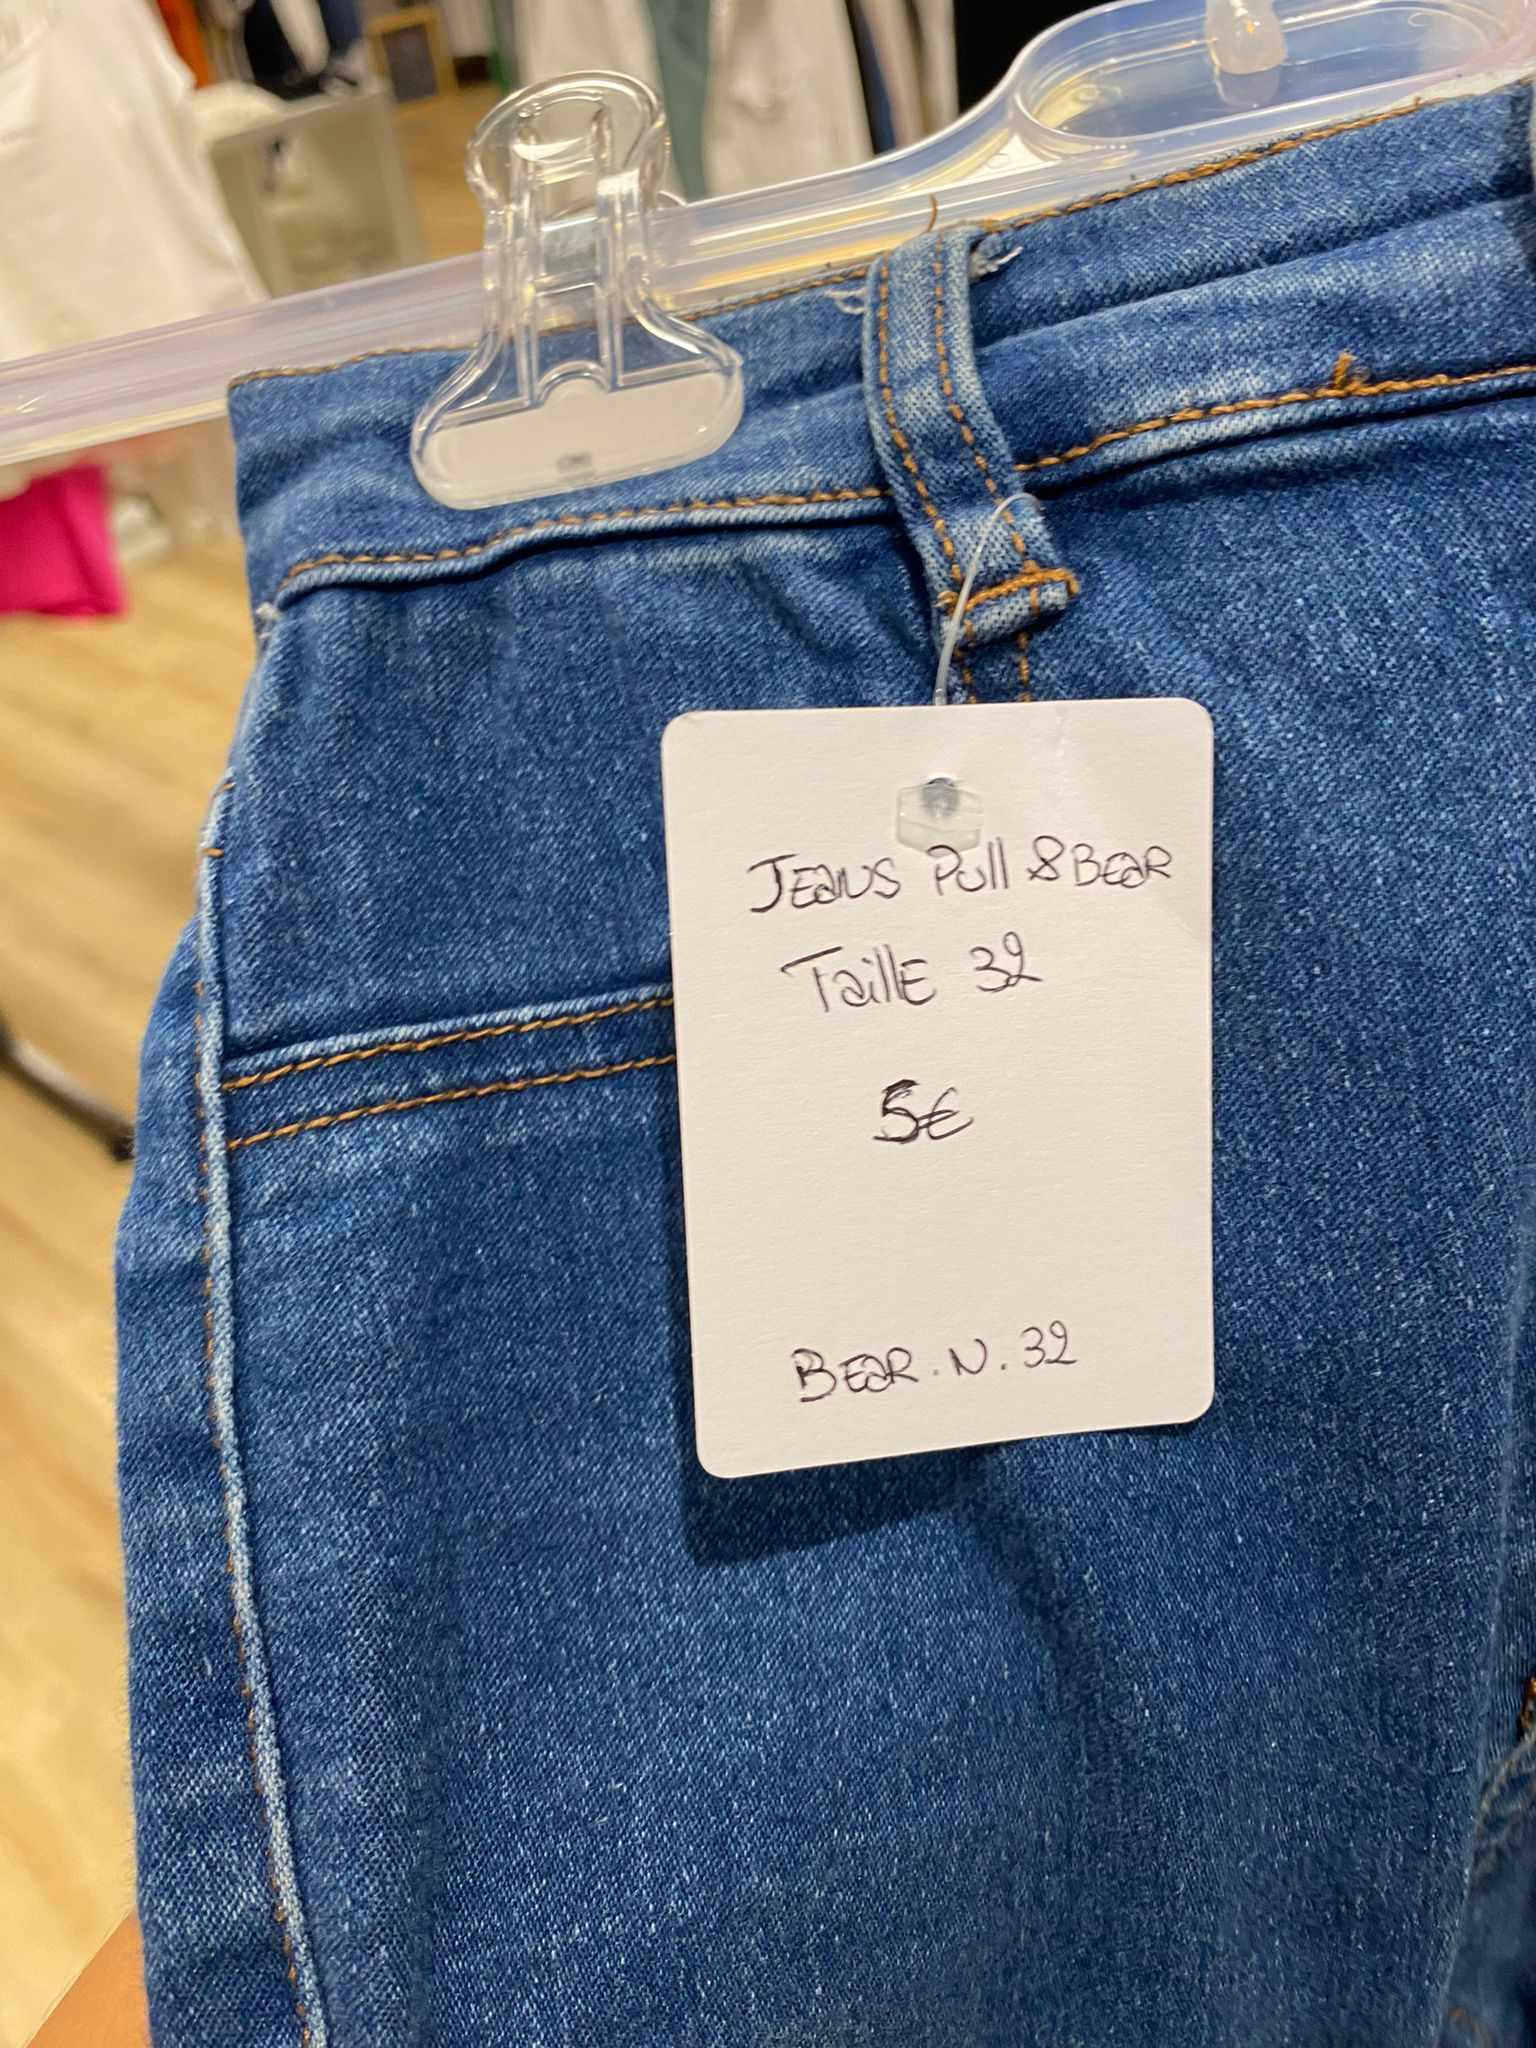 Jeans Pull & Bear
Taille 32
5€
Bear. N. 32